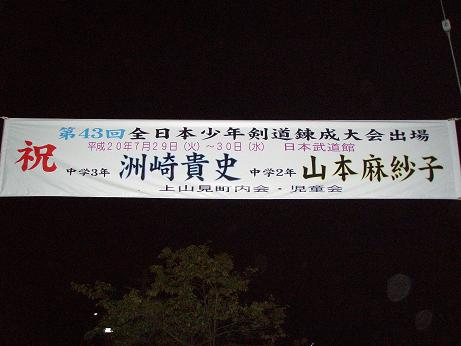 祝
第43回全日本少年剣道錬成大会出場
平成20年7月29日(火)～30日(水) 日本武道館
中学3年 洲崎貴史 中学2年 山本麻紗子
上山見町内会・児童会